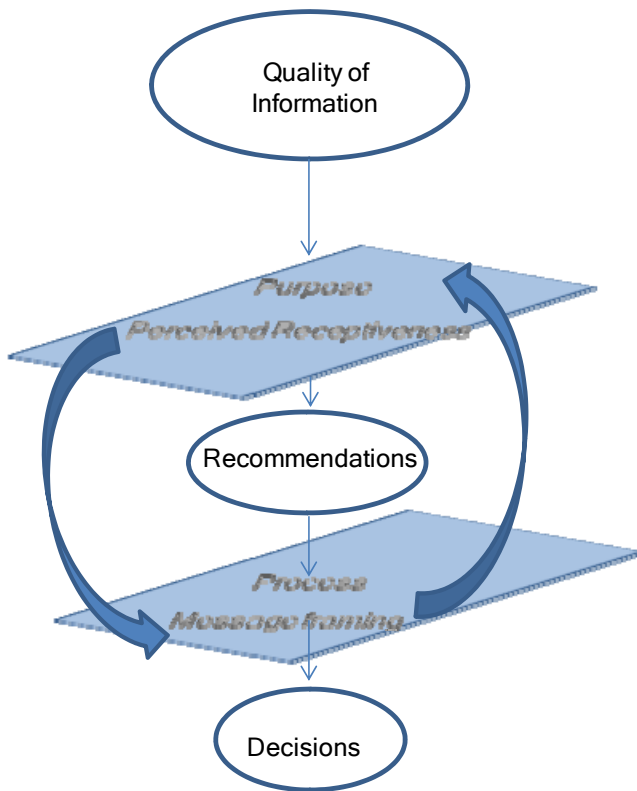 Quality of
Information
Purpose
Perceived Receptiveness
Recommendations
Process
Message framing
Decisions